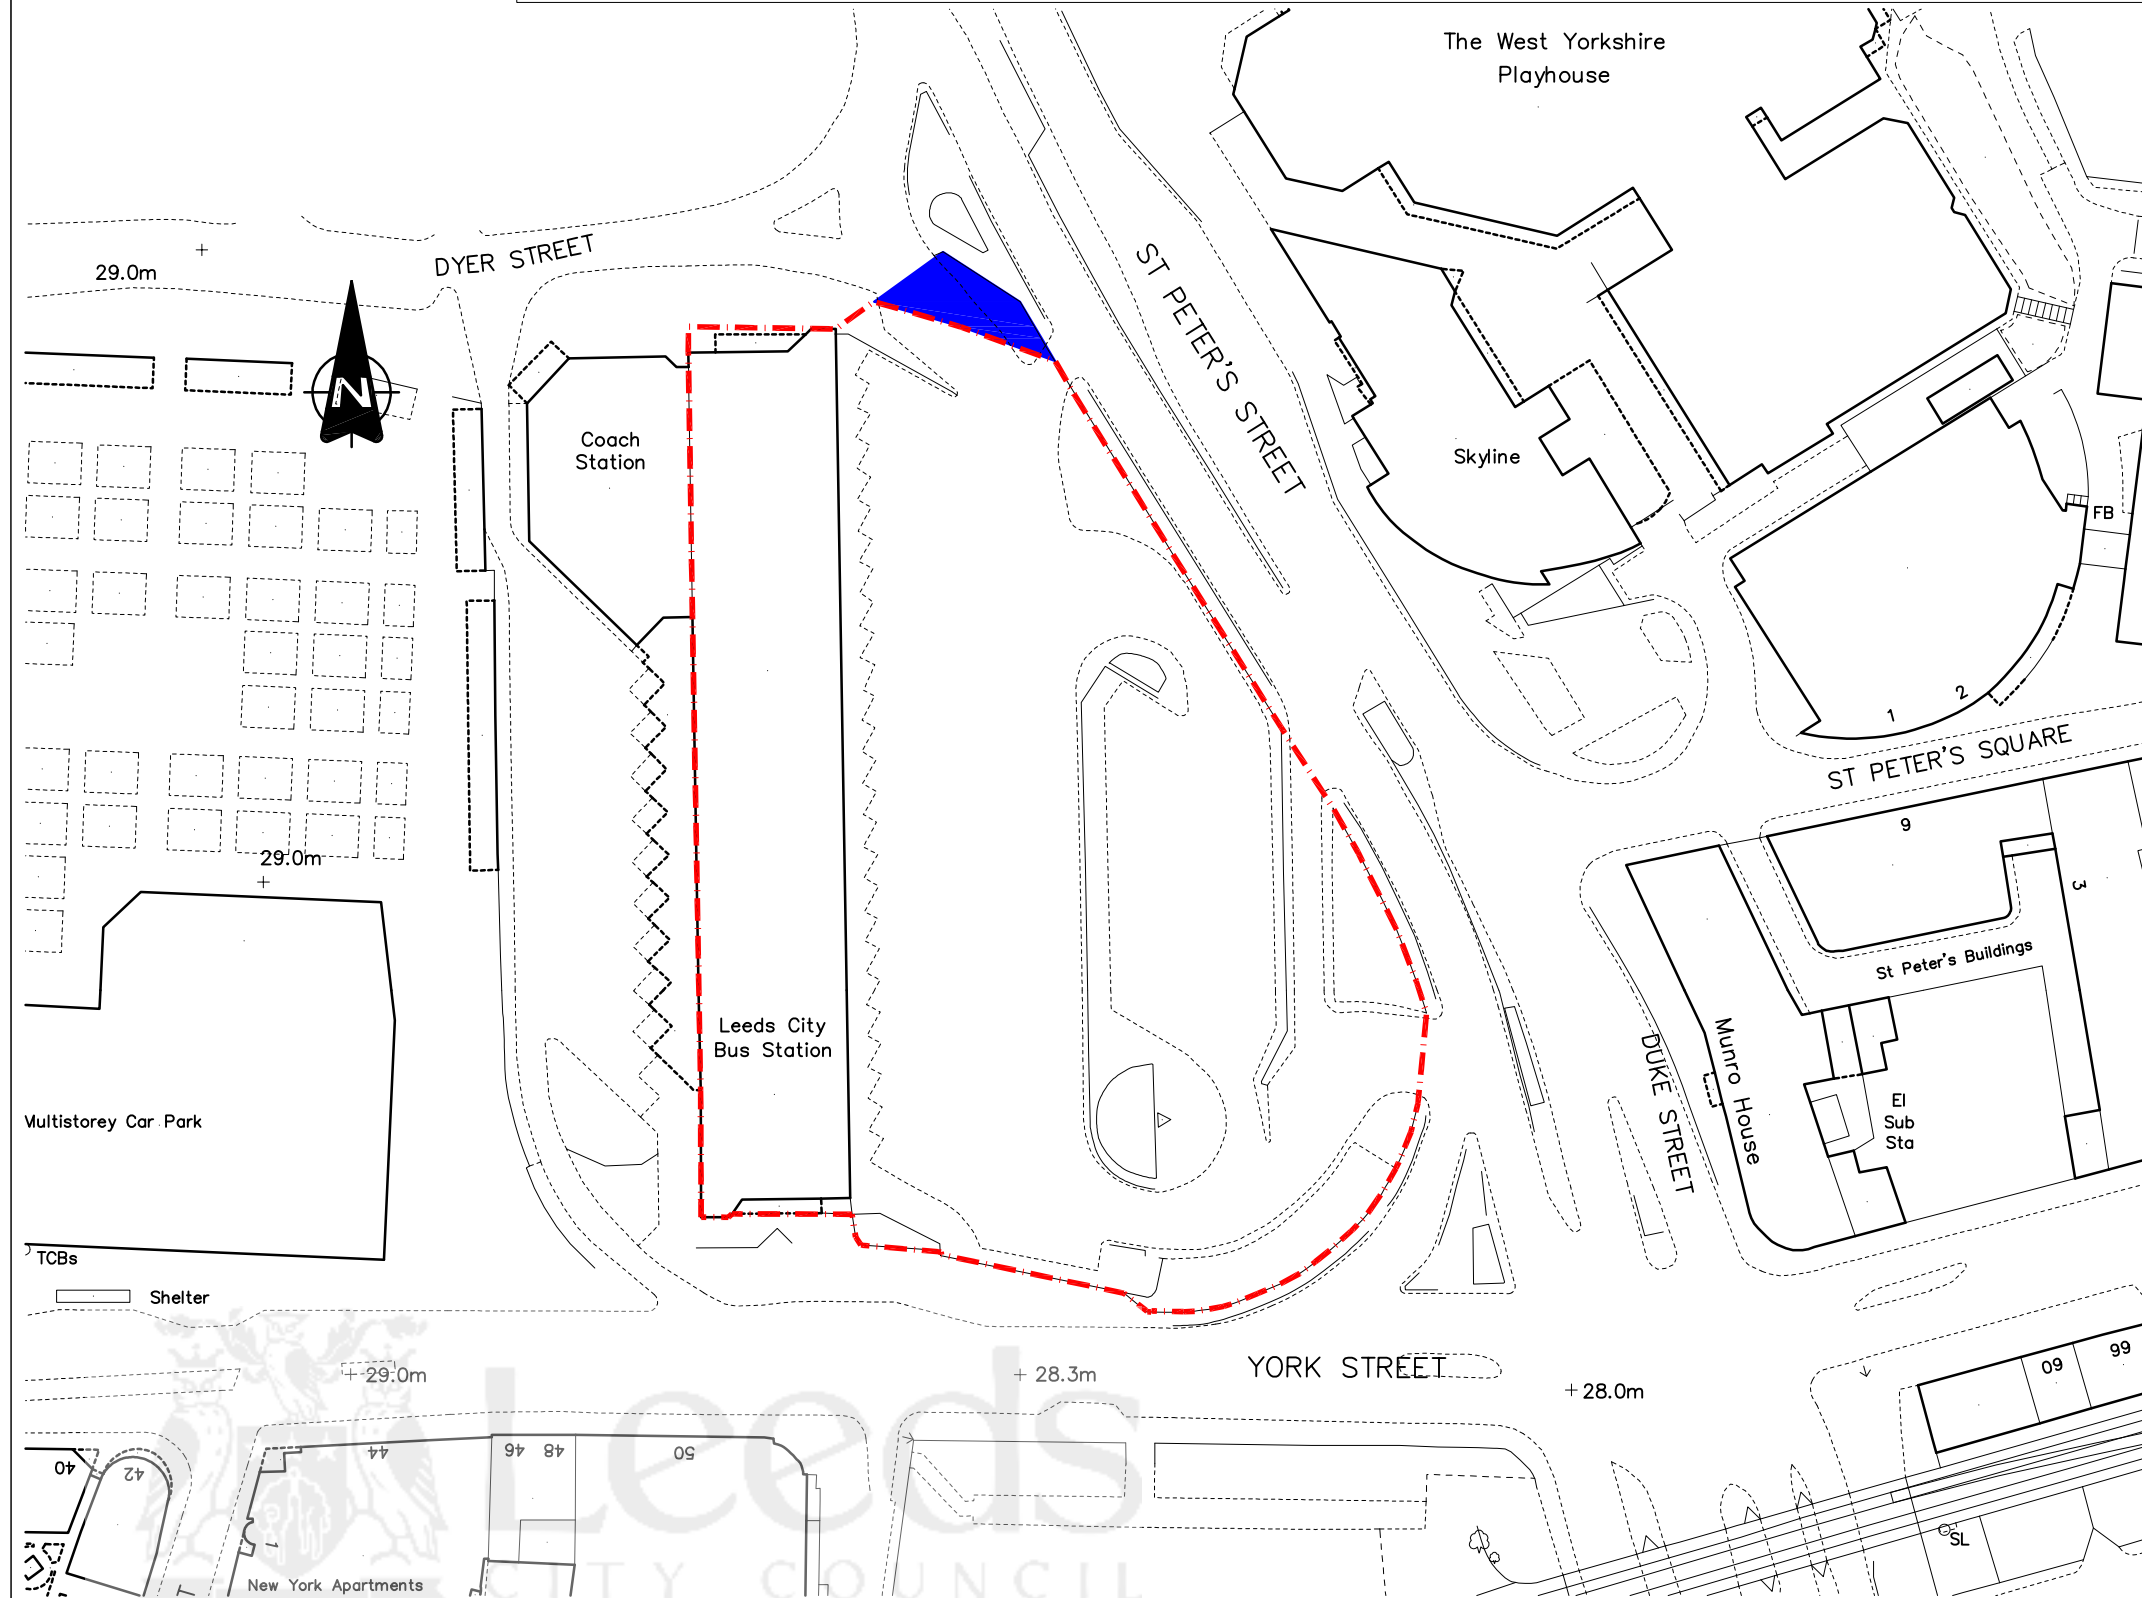 The West Yorkshire
Playhouse
DYER STREET
29.0m
ST PETER'S STREET
N
Coach
Station
Skyline
FB
1
2
ST PETER'S SQUARE
9
3
29.0m
St Peter's Buildings
Leeds City
Bus Station
Munro House
DUKE STREET
El
Sub
Sta
Multistorey Car Park
TCBs
Shelter
29.0m
28.3m
YORK STREET
28.0m
60
66
40
42
44
46
48
50
1
SL
New York Apartments
T
Leeds
CITY COUNCIL